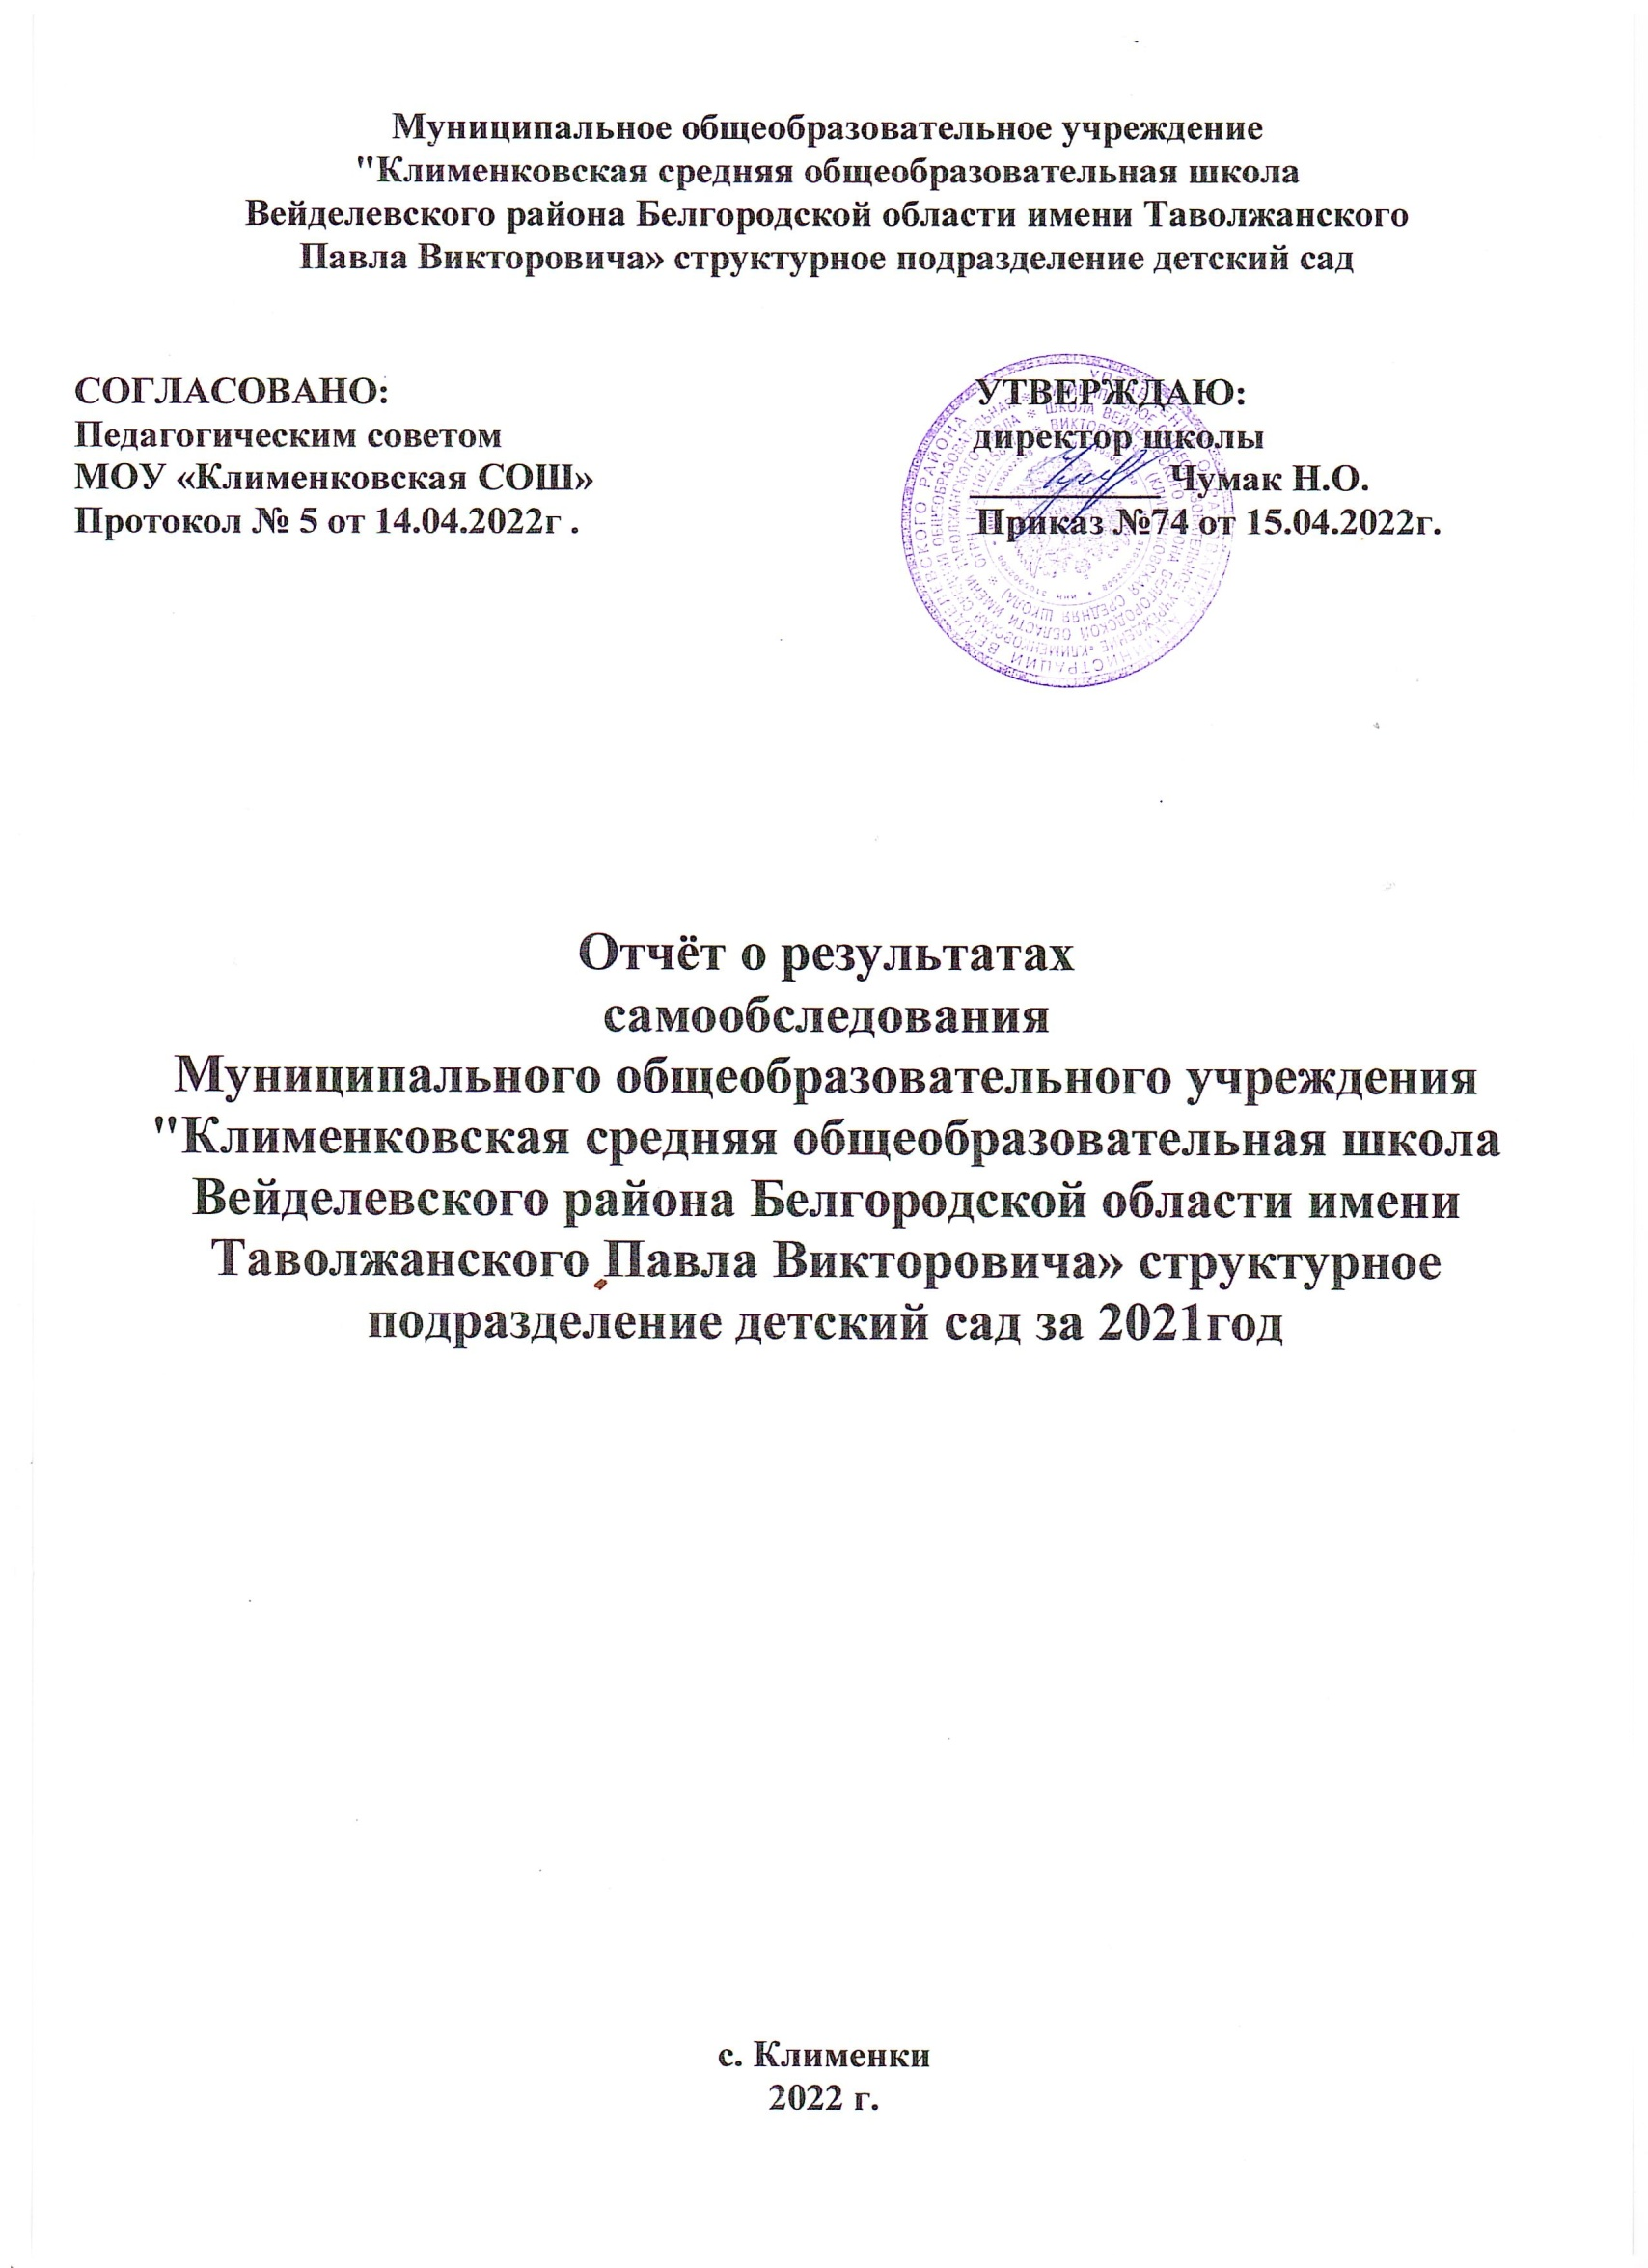 Муниципальное общеобразовательное учреждение
"Клименковская средняя общеобразовательная школа
Вейделевского района Белгородской области имени Таволжанского
Павла Викторовича» структурное подразделение детский сад
СОГЛАСОВАНО:
Педагогическим советом
МОУ «Клименковская СОШ»
Протокол № 5 от 14.04.2022г .
УТВЕРЖДАЮ:
директор школы
__________ Чумак Н.О.
Приказ №74 от 15.04.2022г.
Отчёт о результатах
самообследования
Муниципального общеобразовательного учреждения
"Клименковская средняя общеобразовательная школа
Вейделевского района Белгородской области имени
Таволжанского Павла Викторовича» структурное
подразделение детский сад за 2021год
с. Клименки
2022 г.